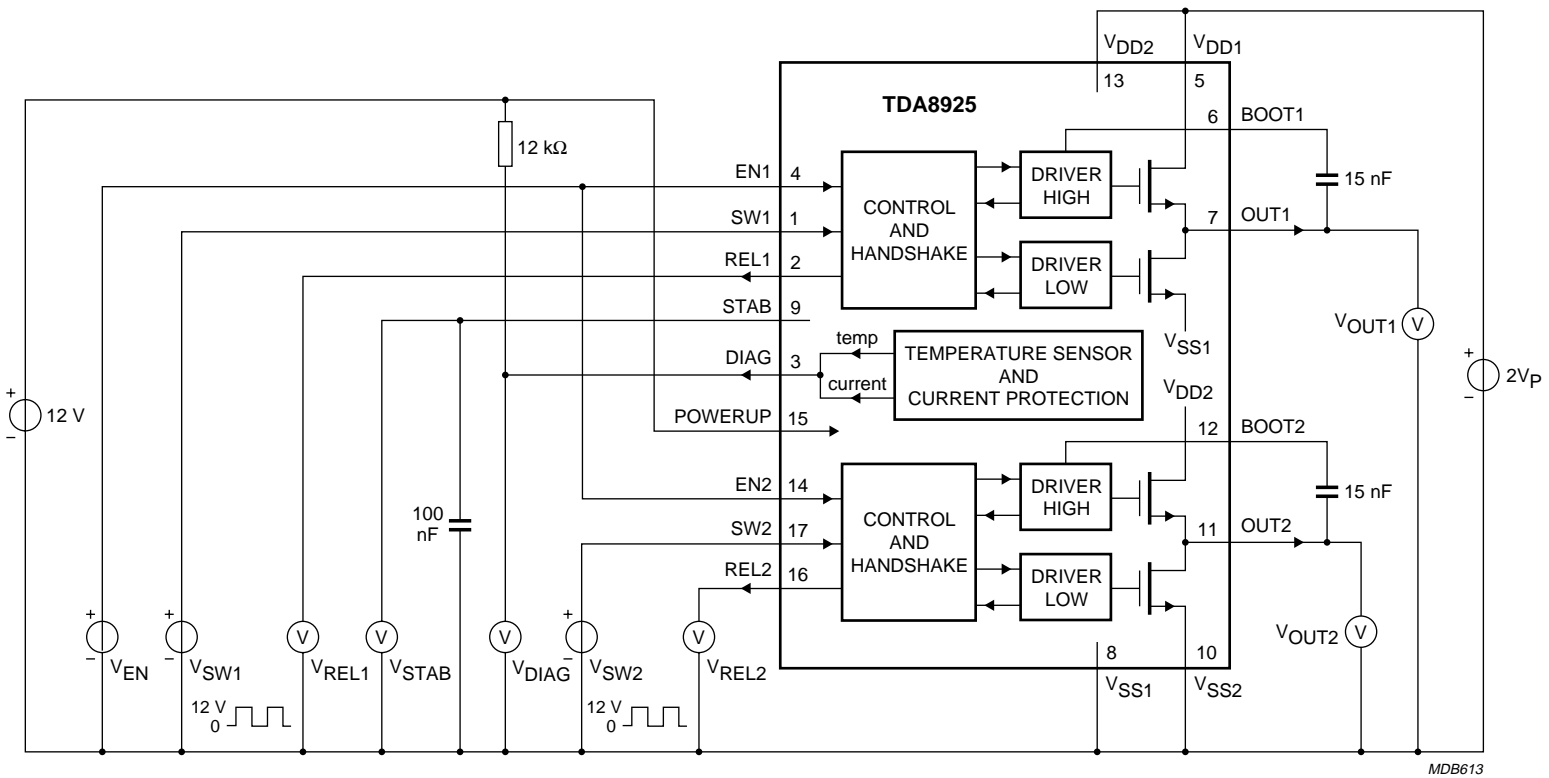 VDD2
VDD1
13
5
TDA8925
6
BOOT1
12 kΩ
EN1
4
DRIVER
HIGH
15 nF
SW1
1
CONTROL
AND
HANDSHAKE
7
OUT1
REL1
2
DRIVER
LOW
STAB
9
VOUT1
V
VSS1
temp
TEMPERATURE SENSOR
AND
CURRENT PROTECTION
DIAG
3
current
+
2VP
−
VDD2
+
12 V
−
POWERUP
15
12
BOOT2
EN2
14
DRIVER
HIGH
15 nF
100
nF
SW2
17
CONTROL
AND
HANDSHAKE
11
OUT2
REL2
16
DRIVER
LOW
+
−
VEN
+
−
VSW1
V
VREL1
V
VSTAB
V
VDIAG
+
−
VSW2
V
VREL2
VOUT2
V
8
10
VSS1
VSS2
12 V
0
12 V
0
MDB613